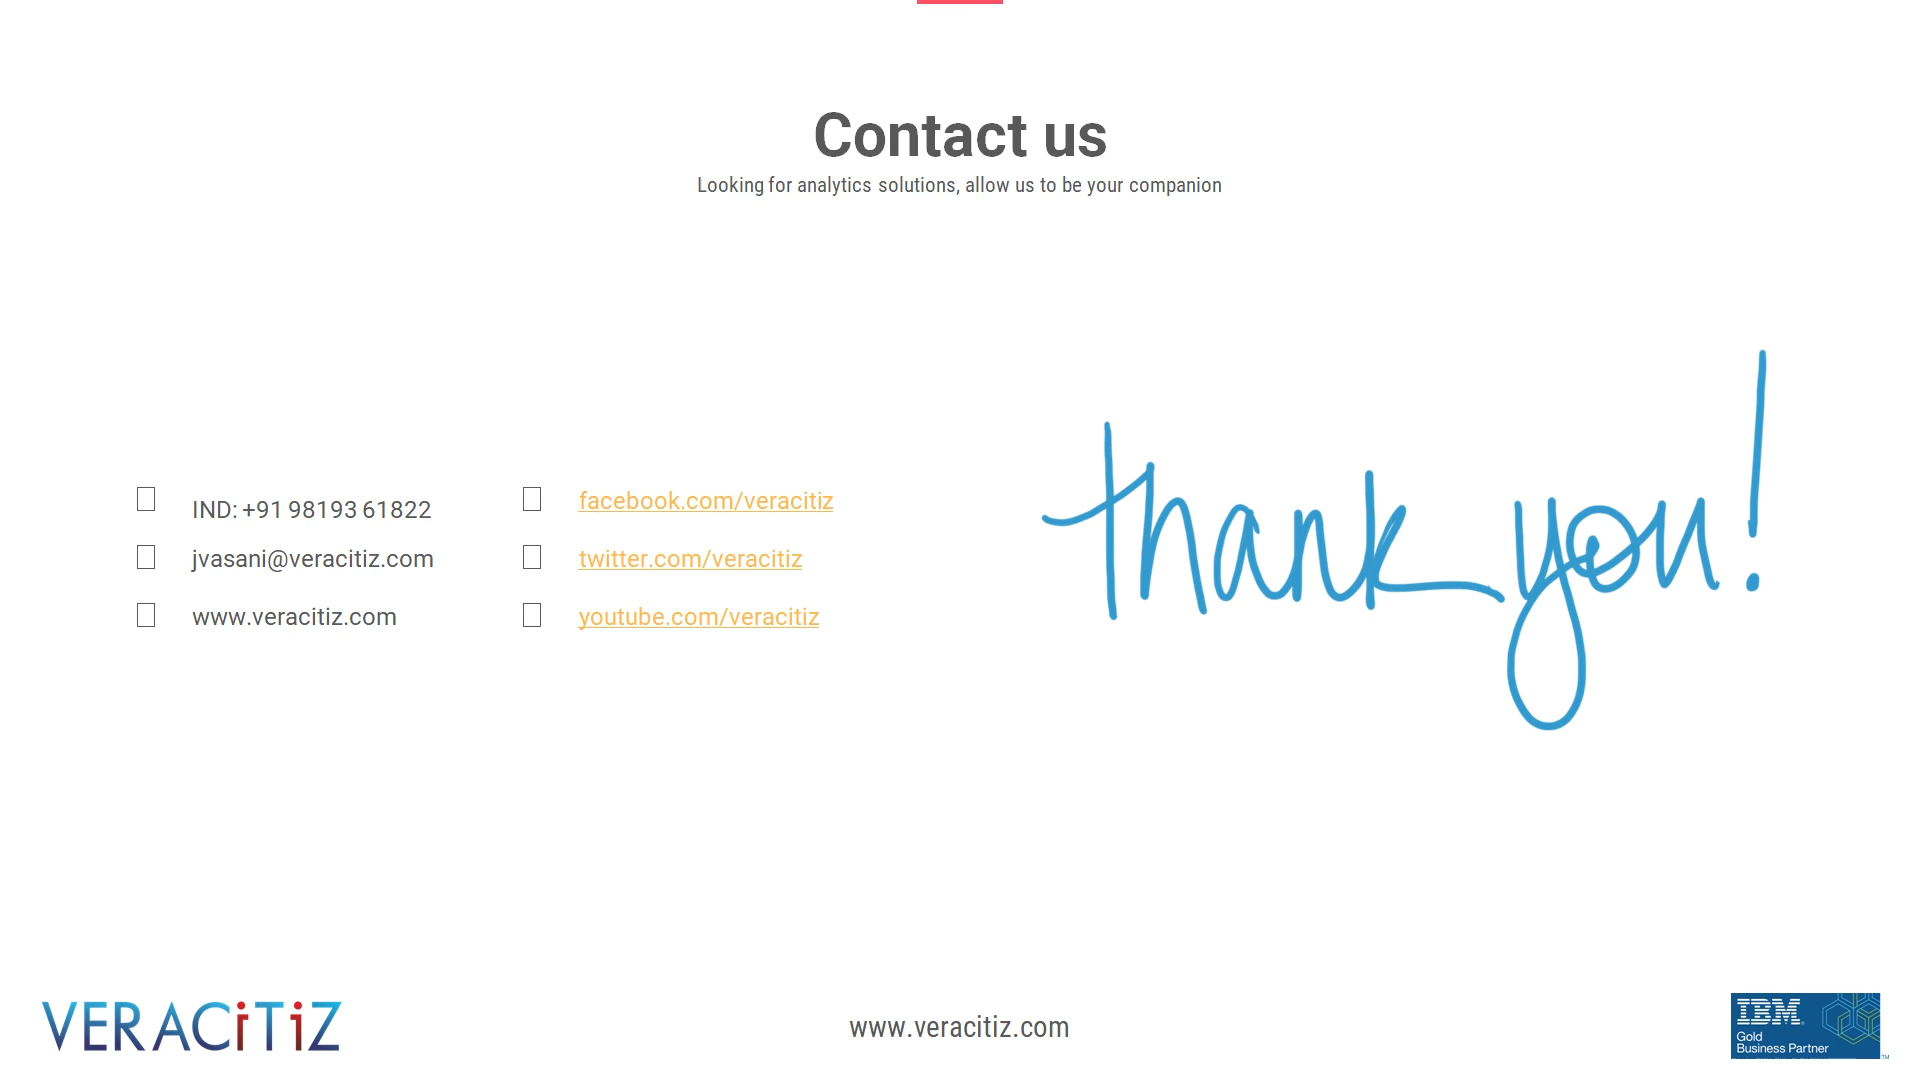 Contact us
Looking for analytics solutions, allow us to be your companion
IND: +91 98193 61822
jvasani@veracitiz.com
www.veracitiz.com
facebook.com/veracitiz
twitter.com/veracitiz
youtube.com/veracitiz
thank you!
VERACiTiZ
www.veracitiz.com
IBM
Gold
Business Partner
™